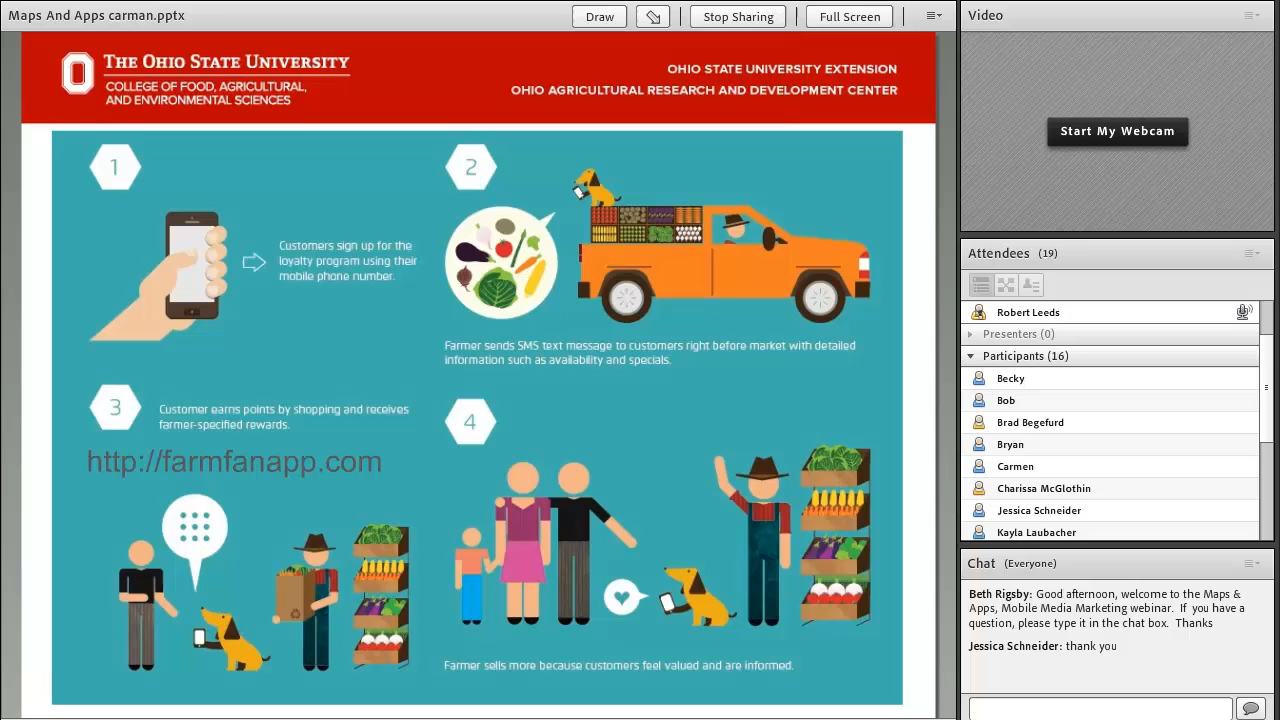 Maps And Apps carman.pptx
Draw
Stop Sharing
Full Screen
THE OHIO STATE UNIVERSITY
COLLEGE OF FOOD, AGRICULTURAL,
AND ENVIRONMENTAL SCIENCES
OHIO STATE UNIVERSITY EXTENSION
OHIO AGRICULTURAL RESEARCH AND DEVELOPMENT CENTER
1
Customers sign up for the
loyalty program using their
mobile phone number.
2
Farmer sends SMS text message to customers right before market with detailed
information such as availability and specials.
3
Customer earns points by shopping and receives
farmer-specified rewards.
http://farmfanapp.com
4
Farmer sells more because customers feel valued and are informed.
Video
Start My Webcam
Attendees (19)
Robert Leeds
Presenters (0)
Participants (16)
Becky
Bob
Brad Begefurd
Bryan
Carmen
Charissa McGlothin
Jessica Schneider
Kayla Laubacher
Chat (Everyone)
Beth Rigsby: Good afternoon, welcome to the Maps &
Apps, Mobile Media Marketing webinar. If you have a
question, please type it in the chat box. Thanks
Jessica Schneider: thank you